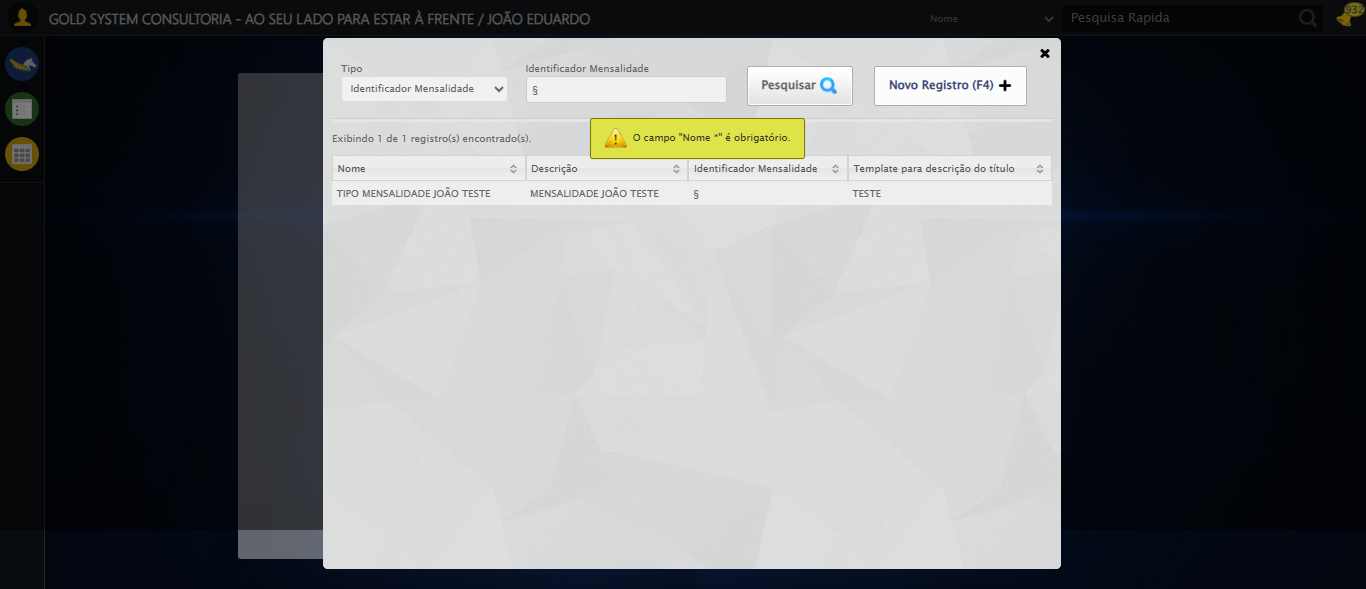 GOLD SYSTEM CONSULTORIA - AO SEU LADO PARA ESTAR À FRENTE / JOÃO EDUARDO
Nome
Pesquisa Rapida
932
Tipo
Identificador Mensalidade
Identificador Mensalidade
§
Pesquisar
Novo Registro (F4)
Exibindo 1 de 1 registro(s) encontrado(s).
O campo "Nome *" é obrigatório.
Nome Descrição Identificador Mensalidade Template para descrição do título
TIPO MENSALIDADE JOÃO TESTE MENSALIDADE JOÃO TESTE § TESTE